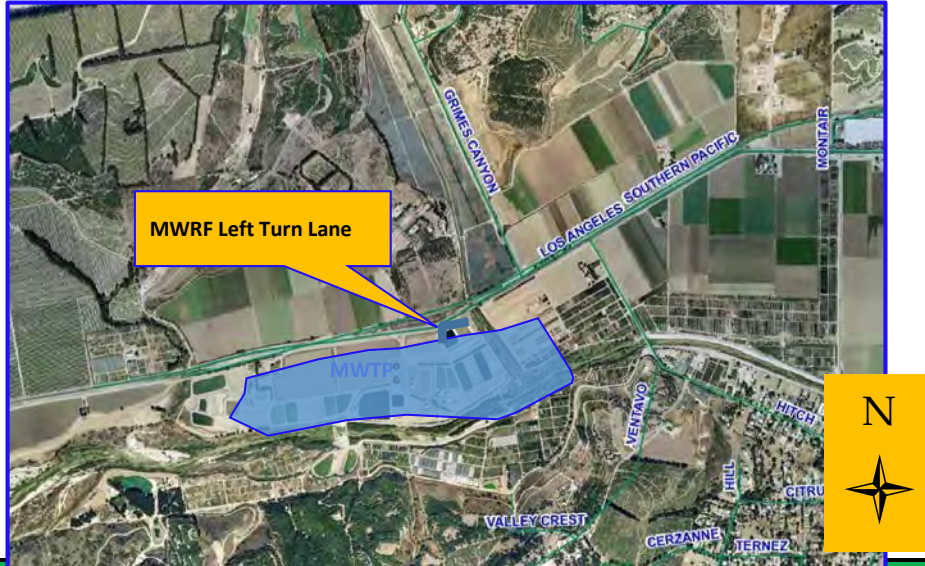 GRIMES CANYON
MONTAIR
LOS ANGELES SOUTHERN PACIFIC
MWRF Left Turn Lane
MWTP
VENTAVO
HITCH
N
HILL
CITRU
VALLEY CREST
CERZANNE
TERNEZ